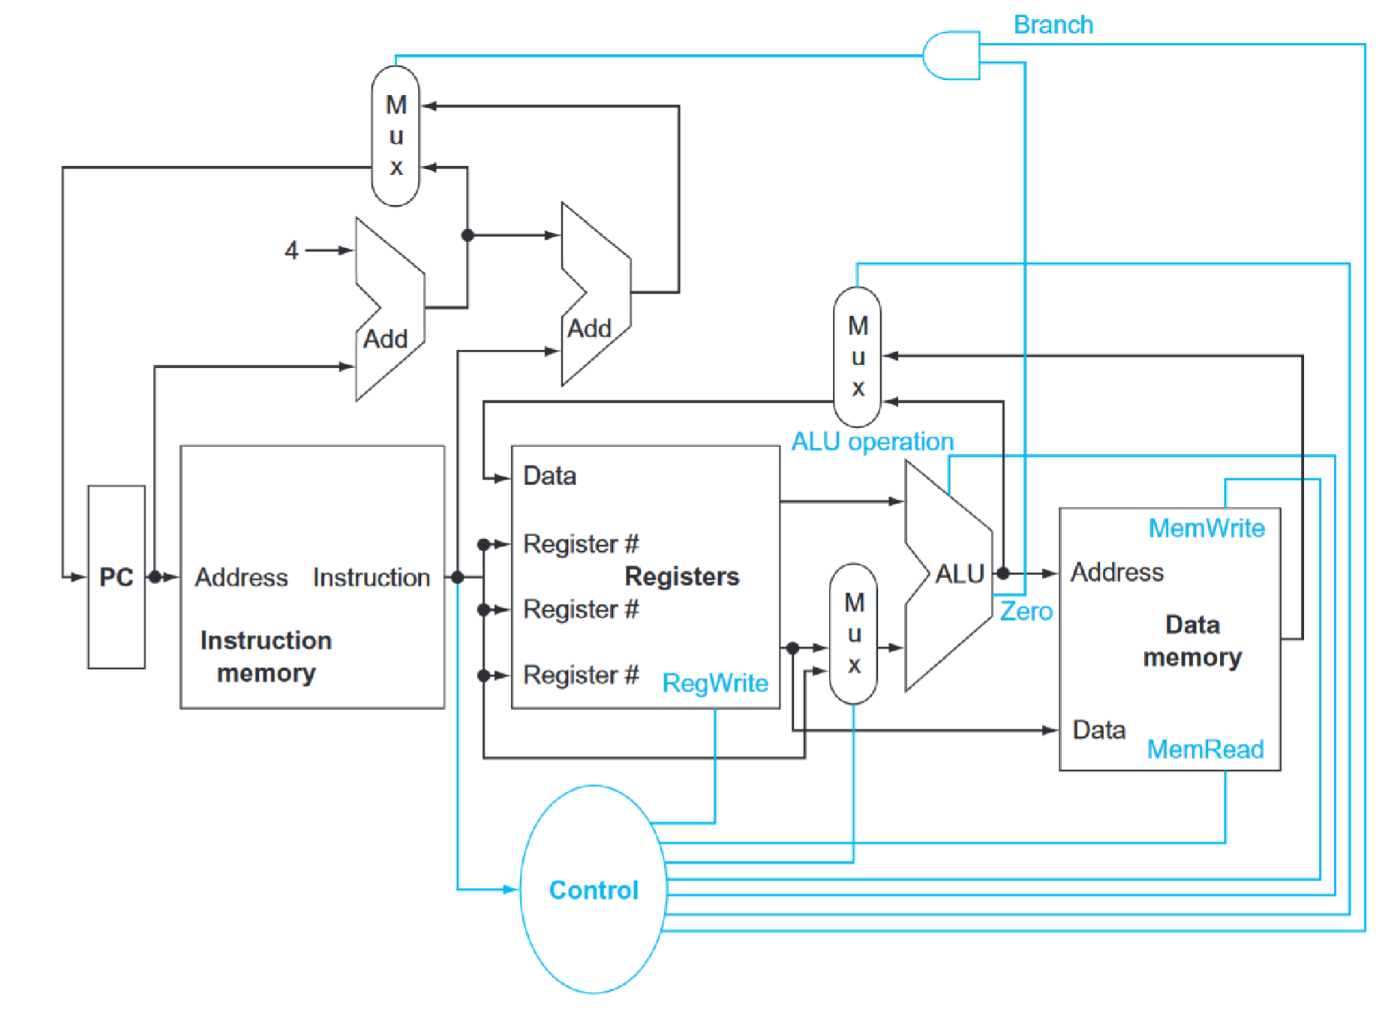 Branch
M
u
x
4
Add
Add
M
u
x
ALU operation
Data
Register #
Registers
Register #
Register #
RegWrite
PC
Address
Instruction
Instruction
memory
M
u
x
ALU
Zero
MemWrite
Address
Data
memory
Data
MemRead
Control